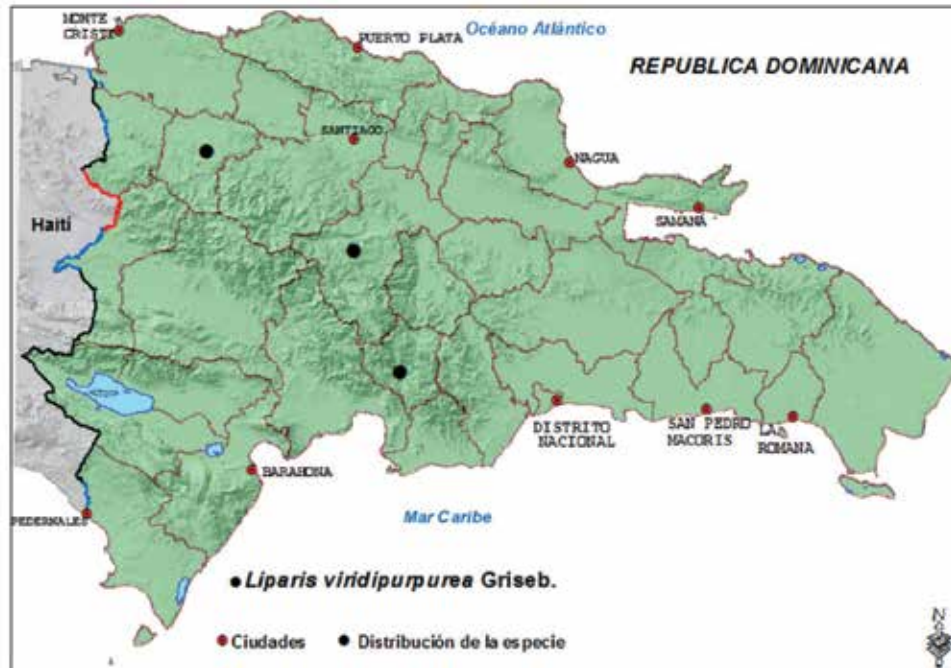 MONTE
CRISTI
PUERTO PLATA
Océano Atlántico
REPUBLICA DOMINICANA
SANTIAGO
NAGUA
SAMANA
Haití
DISTRITO
NACIONAL
SAN PEDRO
MACORIS
LA
ROMANA
BARAHONA
PEDERNALES
Mar Caribe
Liparis viridipurpurea Griseb.
Ciudades
Distribución de la especie